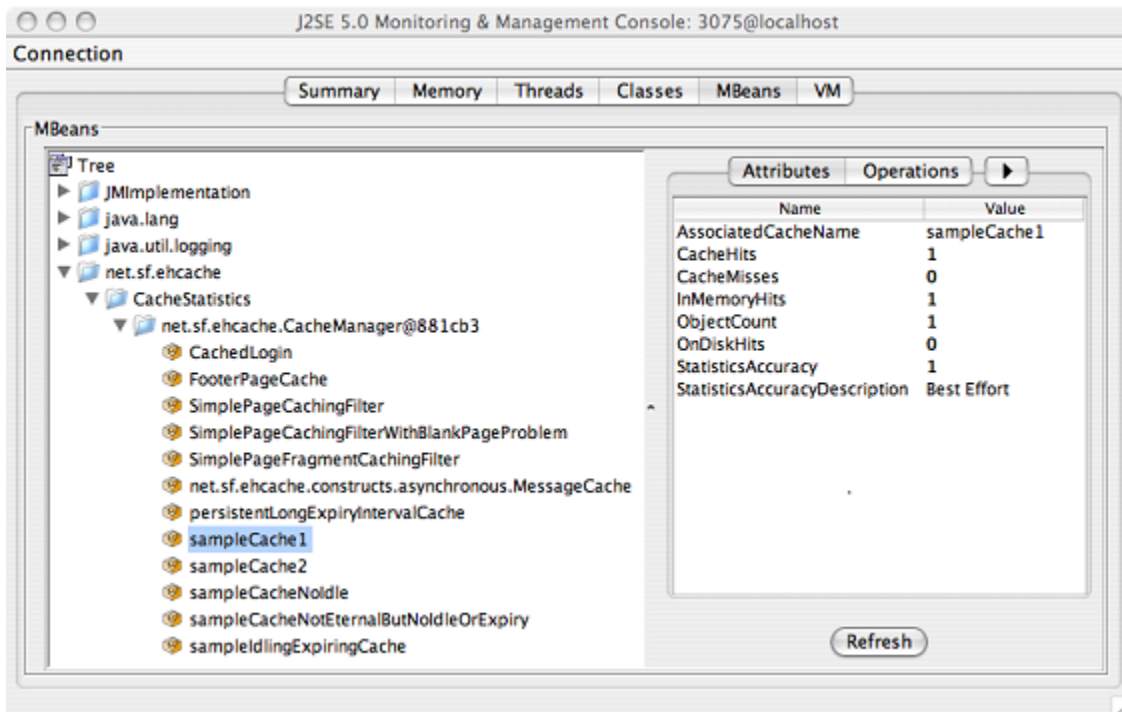 J2SE 5.0 Monitoring & Management Console: 3075@localhost
Connection
Summary Memory Threads Classes MBeans VM
MBeans
Tree
JMImplementation
java.lang
java.util.logging
net.sf.ehcache
CacheStatistics
net.sf.ehcache.CacheManager@881cb3
CachedLogin
FooterPageCache
SimplePageCachingFilter
SimplePageCachingFilterWithBlankPageProblem
SimplePageFragmentCachingFilter
net.sf.ehcache.constructs.asynchronous.MessageCache
persistentLongExpiryIntervalCache
sampleCache1
sampleCache2
sampleCacheNoIdle
sampleCacheNotEternalButNoIdleOrExpiry
sampleIdlingExpiringCache
Attributes Operations
Name Value
AssociatedCacheName sampleCache1
CacheHits 1
CacheMisses 0
InMemoryHits 1
ObjectCount 1
OnDiskHits 0
StatisticsAccuracy 1
StatisticsAccuracyDescription Best Effort
Refresh